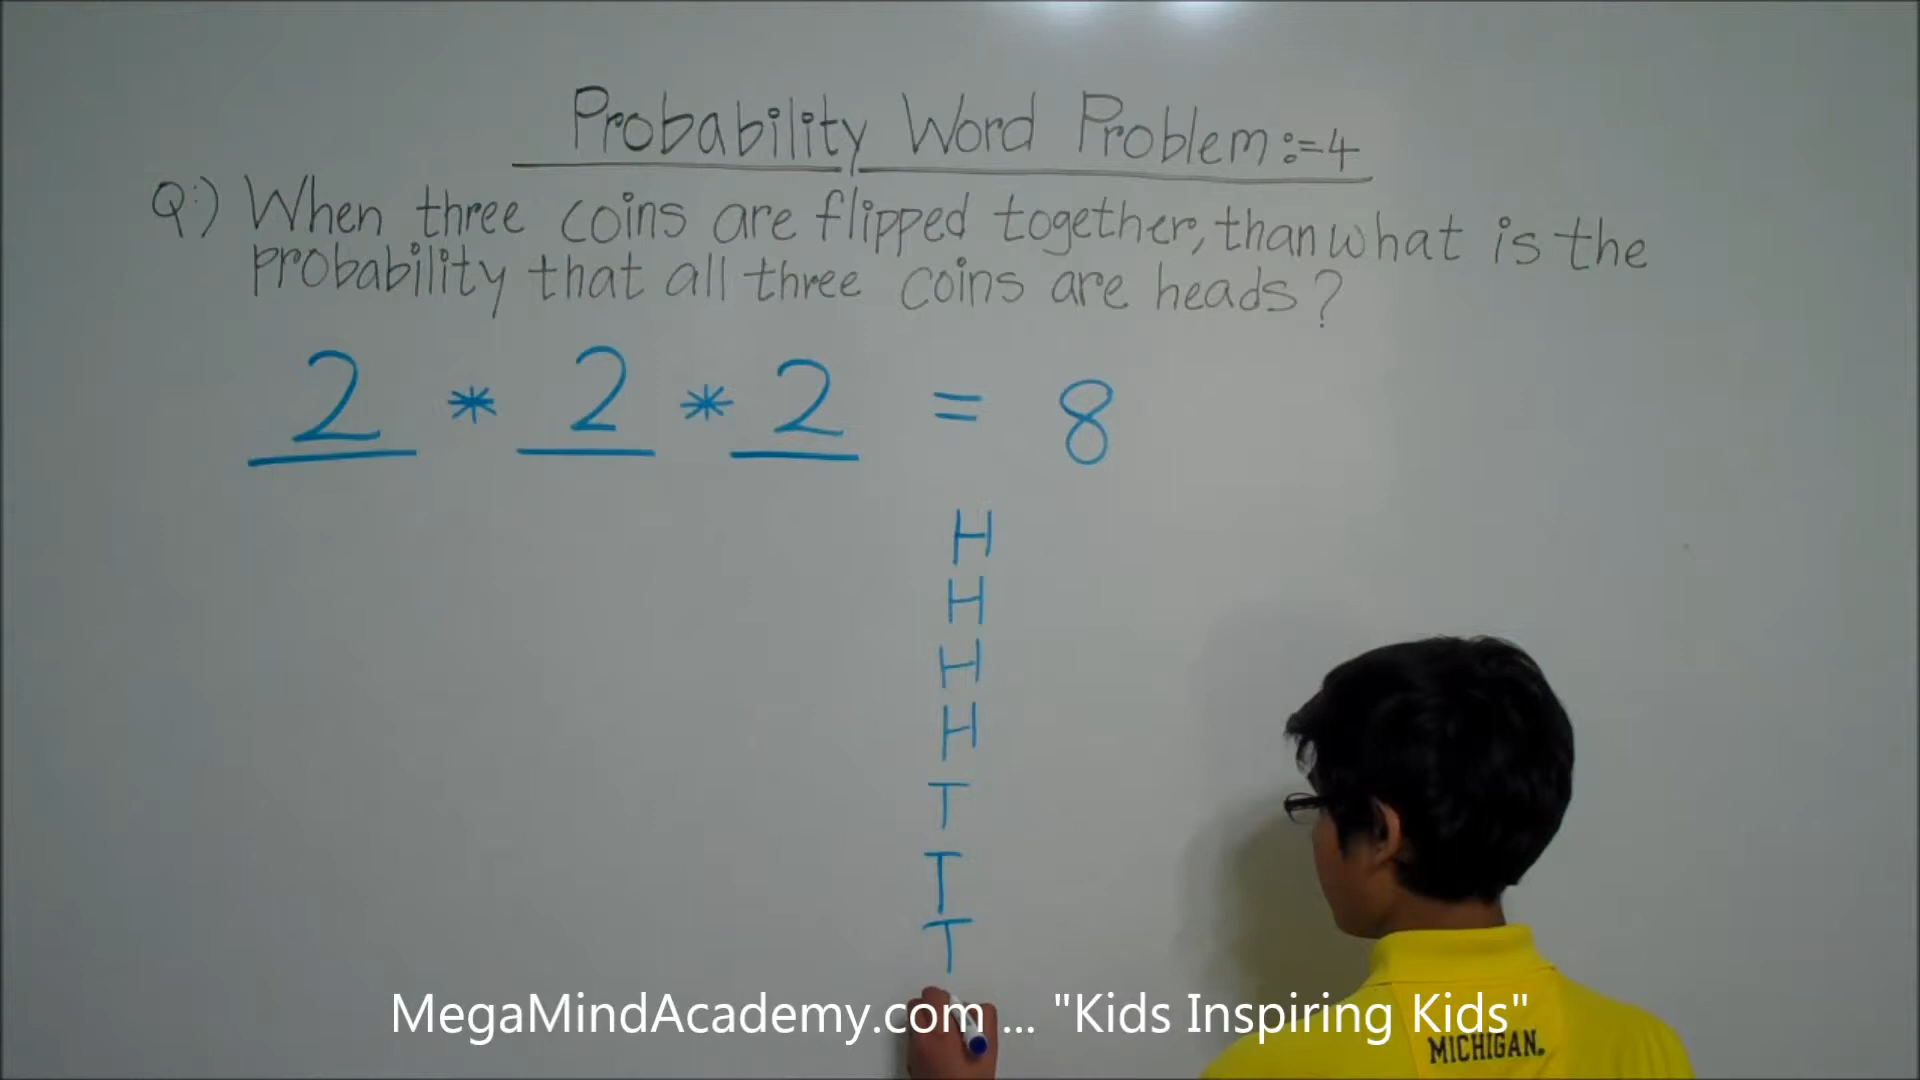 Probability Word Problem:=4
Q:) When three coins are flipped together, than what is the
probability that all three coins are heads?
2 * 2 * 2 = 8
H
H
H
H
T
T
T
MegaMindAcademy.com ... "Kids Inspiring Kids"
MICHIGAN.